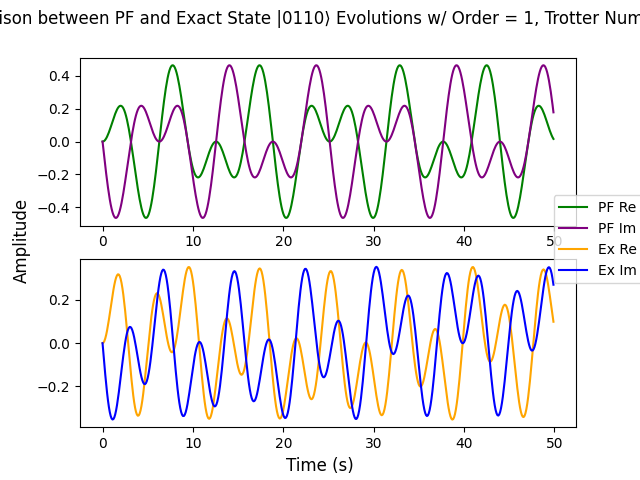 ison between PF and Exact State |0110⟩ Evolutions w/ Order = 1, Trotter Num
0.4
0.2
0.0
−0.2
−0.4
0 10 20 30 40 50
PF Re
PF Im
Ex Re
Ex Im
Amplitude
0.2
0.0
−0.2
0 10 20 30 40 50
Time (s)